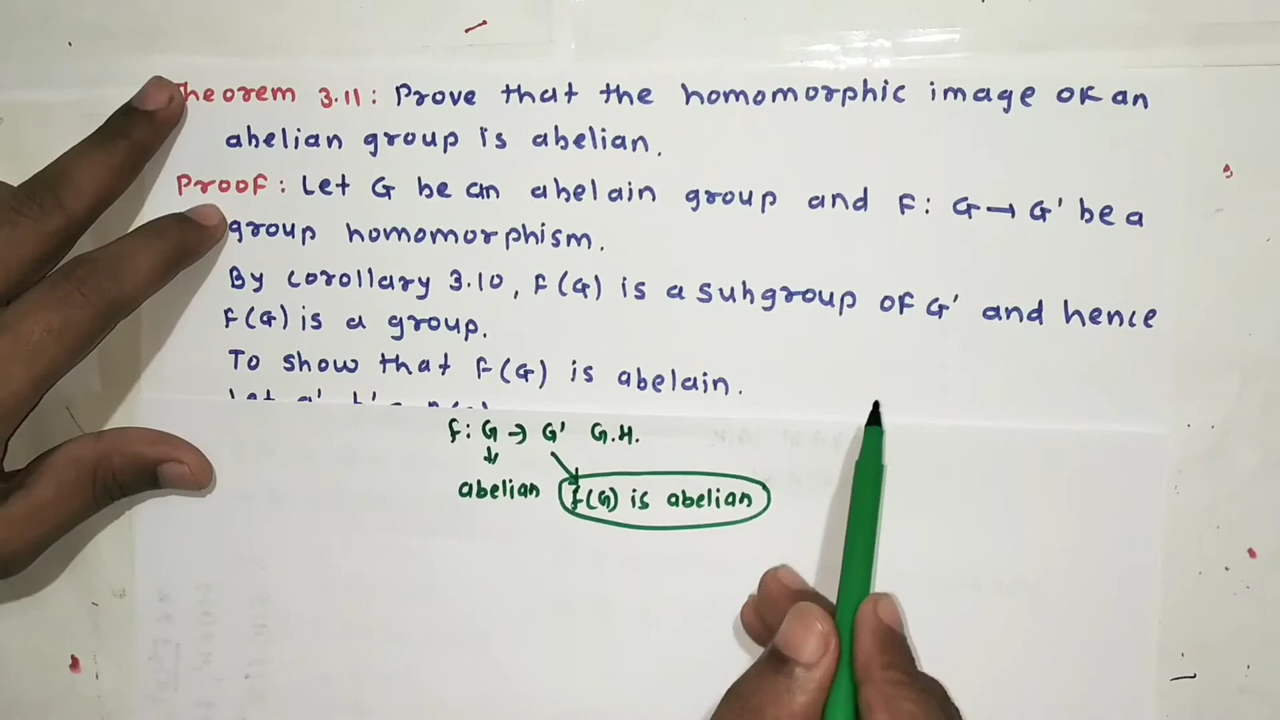 Theorem 3.11: Prove that the homomorphic image of an
abelian group is abelian.
Proof: Let G be an abelain group and f: G→G' be a
group homomorphism.
By corollary 3.10, f(G) is a subgroup of G' and hence
f(G) is a group.
To show that f(G) is abelain.
f: G → G' G.H.
abelian f(G) is abelian